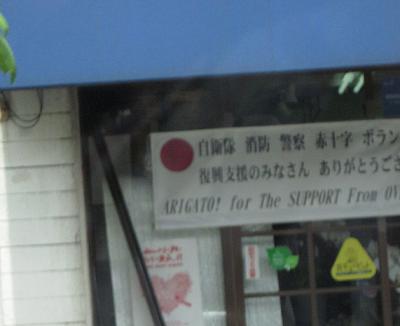 自衛隊 消防 警察 赤十字 ボラン
復興支援のみなさん ありがとうござ
ARIGATO! for The SUPPORT From OV